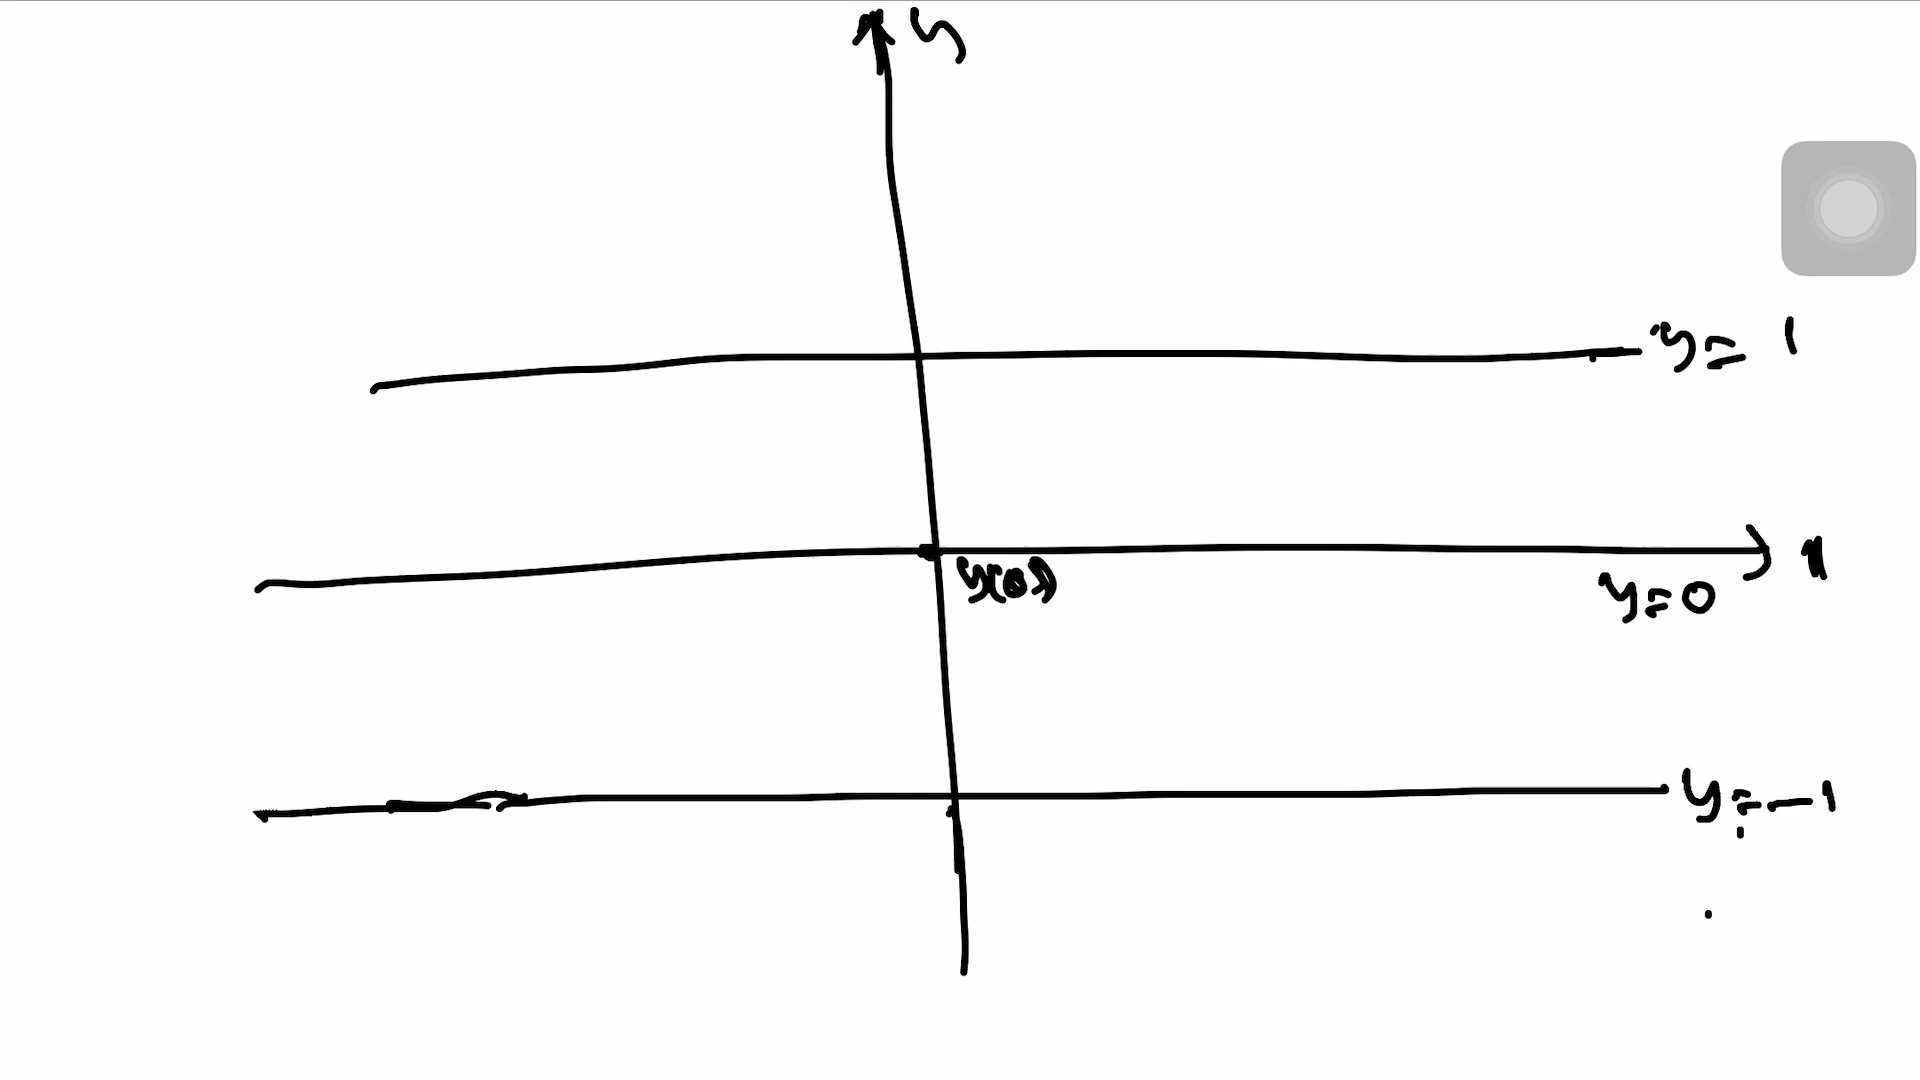 y
y = 1
x
y(0)
y = 0
y = -1